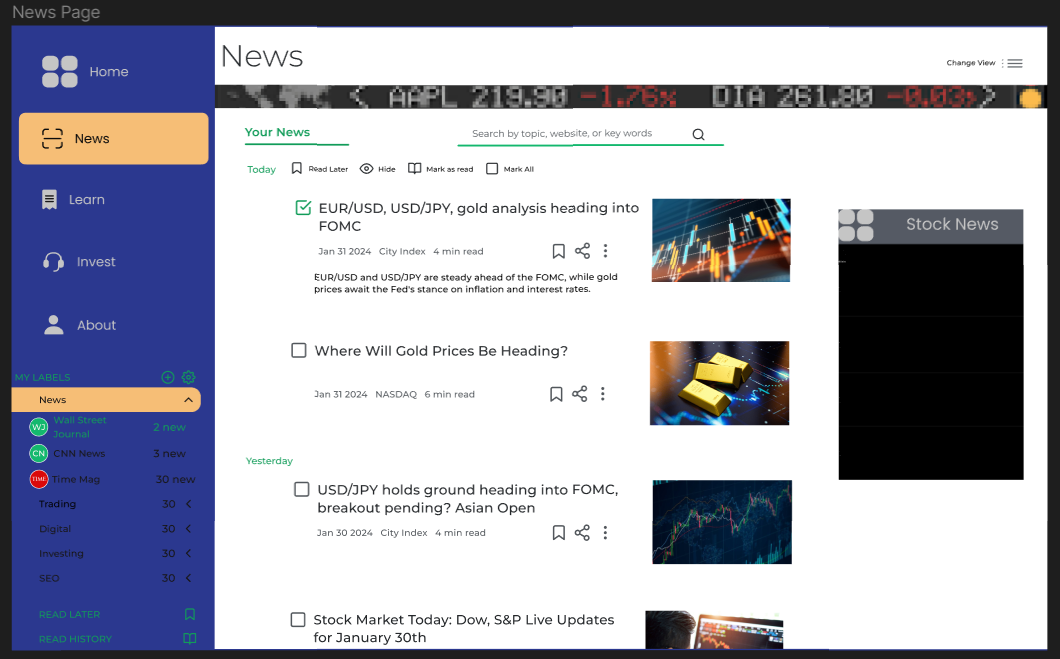 News Page
Home
News
Learn
Invest
About
MY LABELS
News
WJ Wall Street
Journal
2 new
CN CNN News 3 new
TIME Time Mag 30 new
Trading 30
Digital 30
Investing 30
SEO 30
READ LATER
READ HISTORY
News
Change View
AAPL 219.90 -1.76% DIA 261.80 -0.03%
Your News
Search by topic, website, or key words
Today Read Later Hide Mark as read Mark All
EUR/USD, USD/JPY, gold analysis heading into
FOMC
Jan 31 2024 City Index 4 min read
EUR/USD and USD/JPY are steady ahead of the FOMC, while gold
prices await the Fed's stance on inflation and interest rates.
Where Will Gold Prices Be Heading?
Jan 31 2024 NASDAQ 6 min read
Yesterday
USD/JPY holds ground heading into FOMC,
breakout pending? Asian Open
Jan 30 2024 City Index 4 min read
Stock Market Today: Dow, S&P Live Updates
for January 30th
Stock News